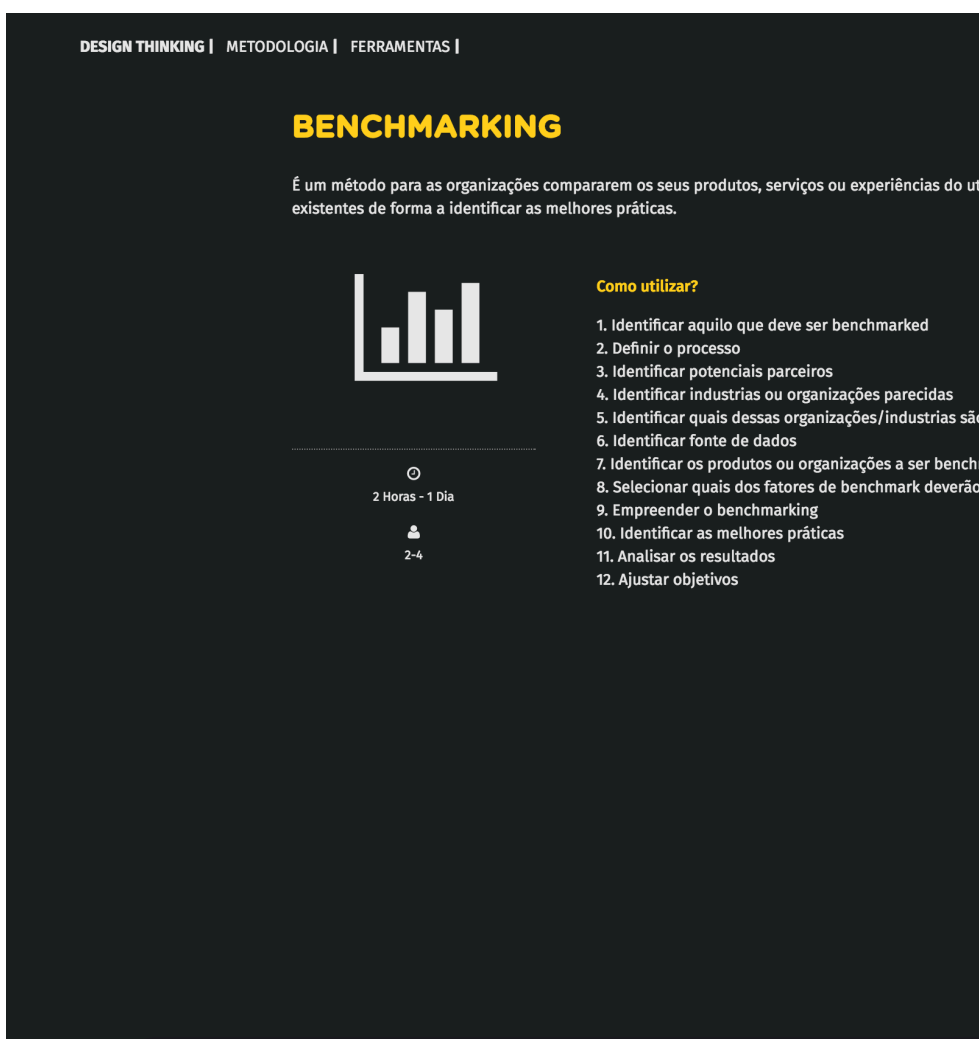 DESIGN THINKING | METODOLOGIA | FERRAMENTAS |
BENCHMARKING
É um método para as organizações compararem os seus produtos, serviços ou experiências do
existentes de forma a identificar as melhores práticas.
Como utilizar?
1. Identificar aquilo que deve ser benchmarked
2. Definir o processo
3. Identificar potenciais parceiros
4. Identificar industrias ou organizações parecidas
5. Identificar quais dessas organizações/industrias são
6. Identificar fonte de dados
7. Identificar os produtos ou organizações a ser
8. Selecionar quais dos fatores de benchmark deverão
9. Empreender o benchmarking
10. Identificar as melhores práticas
11. Analisar os resultados
12. Ajustar objetivos
2 Horas - 1 Dia
2-4